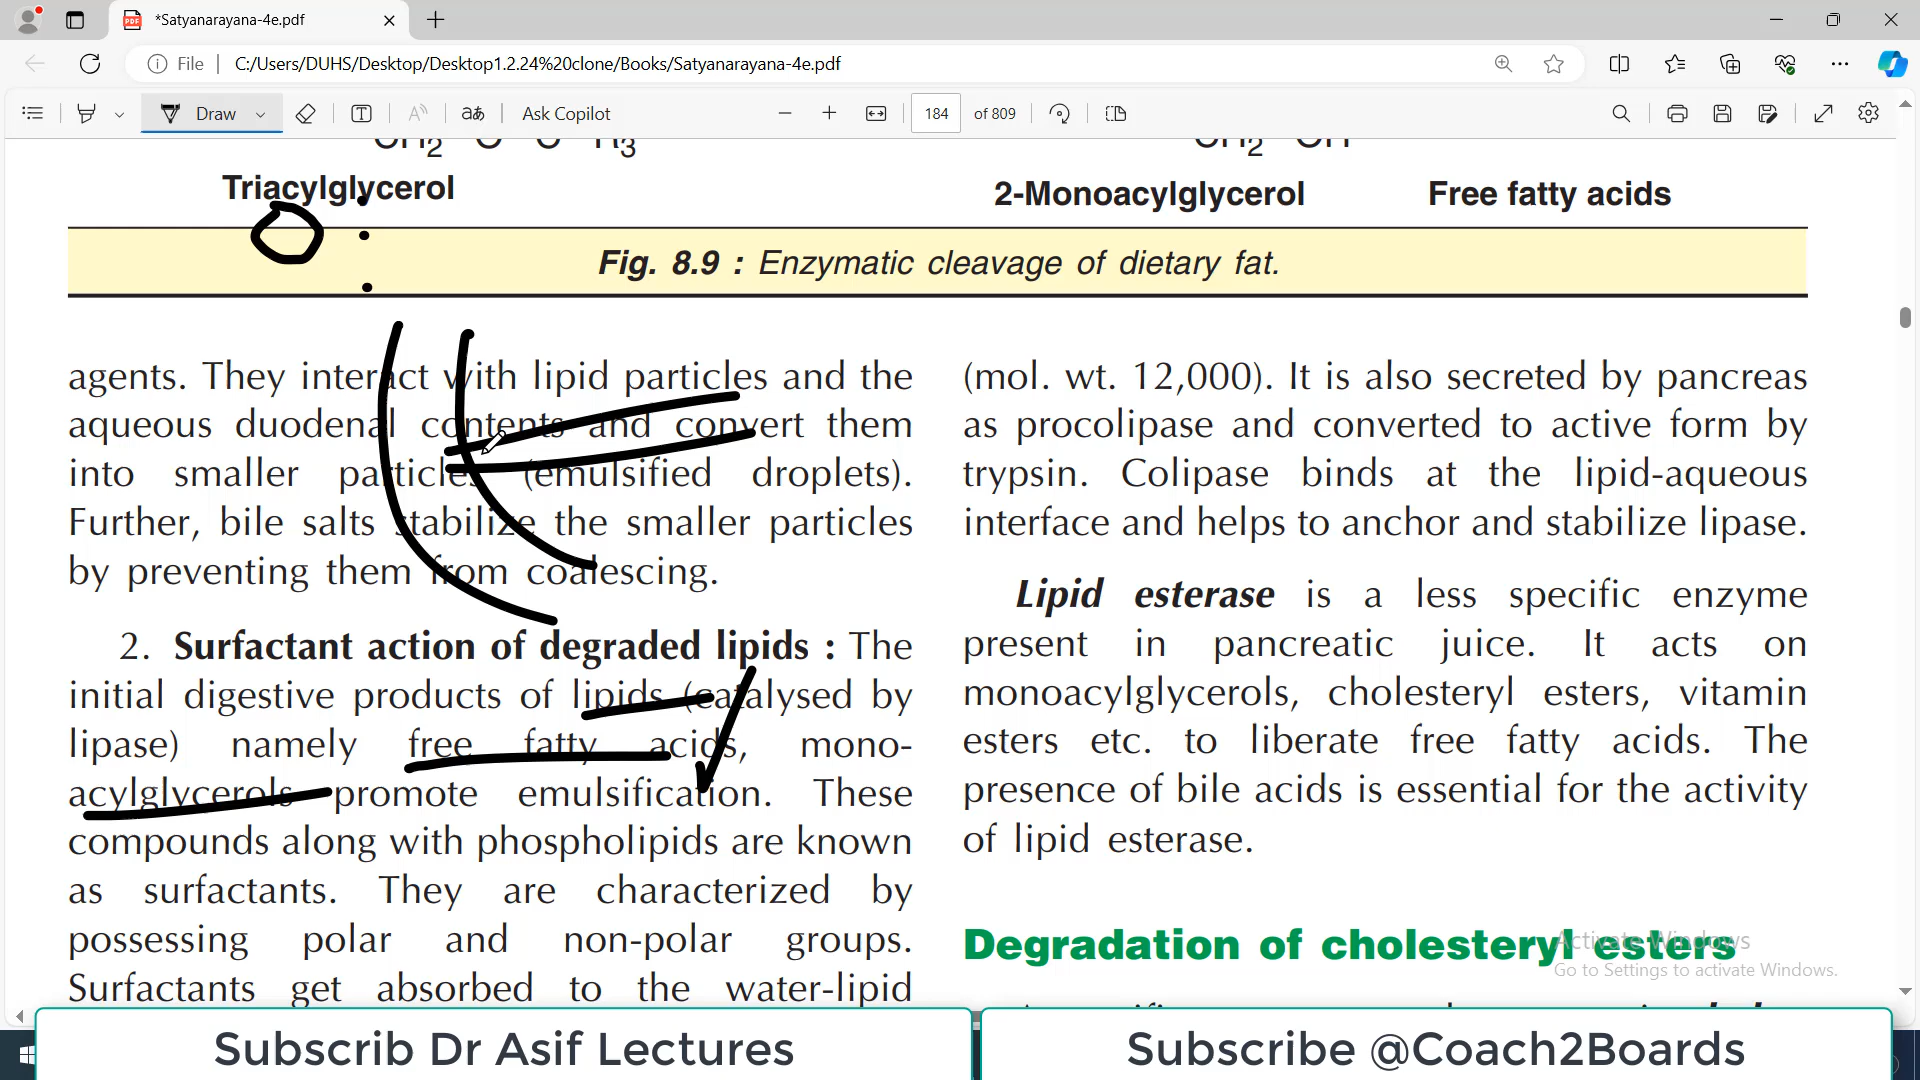 *Satyanarayana-4e.pdf
File
C:/Users/DUHS/Desktop/Desktop1.2.24%20clone/Books/Satyanarayana-4e.pdf
Draw
Ask Copilot
184 of 809
Triacylglycerol
2-Monoacylglycerol Free fatty acids
Fig. 8.9 : Enzymatic cleavage of dietary fat.
agents. They interact with lipid particles and the
aqueous duodenal contents and convert them
into smaller particles (emulsified droplets).
Further, bile salts stabilize the smaller particles
by preventing them from coalescing.
2. Surfactant action of degraded lipids : The
initial digestive products of lipids (catalysed by
lipase) namely free fatty acids, mono-
acylglycerols promote emulsification. These
compounds along with phospholipids are known
as surfactants. They are characterized by
possessing polar and non-polar groups.
Surfactants get absorbed to the water-lipid
(mol. wt. 12,000). It is also secreted by pancreas
as procolipase and converted to active form by
trypsin. Colipase binds at the lipid-aqueous
interface and helps to anchor and stabilize lipase.
Lipid esterase is a less specific enzyme
present in pancreatic juice. It acts on
monoacylglycerols, cholesteryl esters, vitamin
esters etc. to liberate free fatty acids. The
presence of bile acids is essential for the activity
of lipid esterase.
Degradation of cholesteryl esters
Activate Windows
Go to Settings to activate Windows.
Subscrib Dr Asif Lectures
Subscribe @Coach2Boards